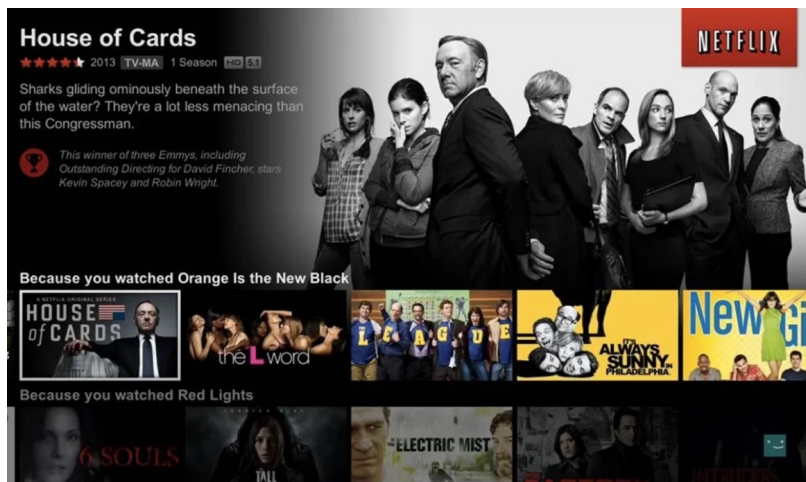 House of Cards
NETFLIX
2013 TV-MA 1 Season HD 5.1
Sharks gliding ominously beneath the surface
of the water? They're a lot less menacing than
this Congressman.
This winner of three Emmys, including
Outstanding Directing for David Fincher, stars
Kevin Spacey and Robin Wright.
Because you watched Orange Is the New Black
A NETFLIX ORIGINAL SERIES
HOUSE
of CARDS
the L word
LEAGUE
IT'S
ALWAYS
SUNNY IN
PHILADELPHIA
New Gi
Because you watched Red Lights
6 SOULS
JESSICA BIEL
TALL
ELECTRIC MIST
INTRUDERS